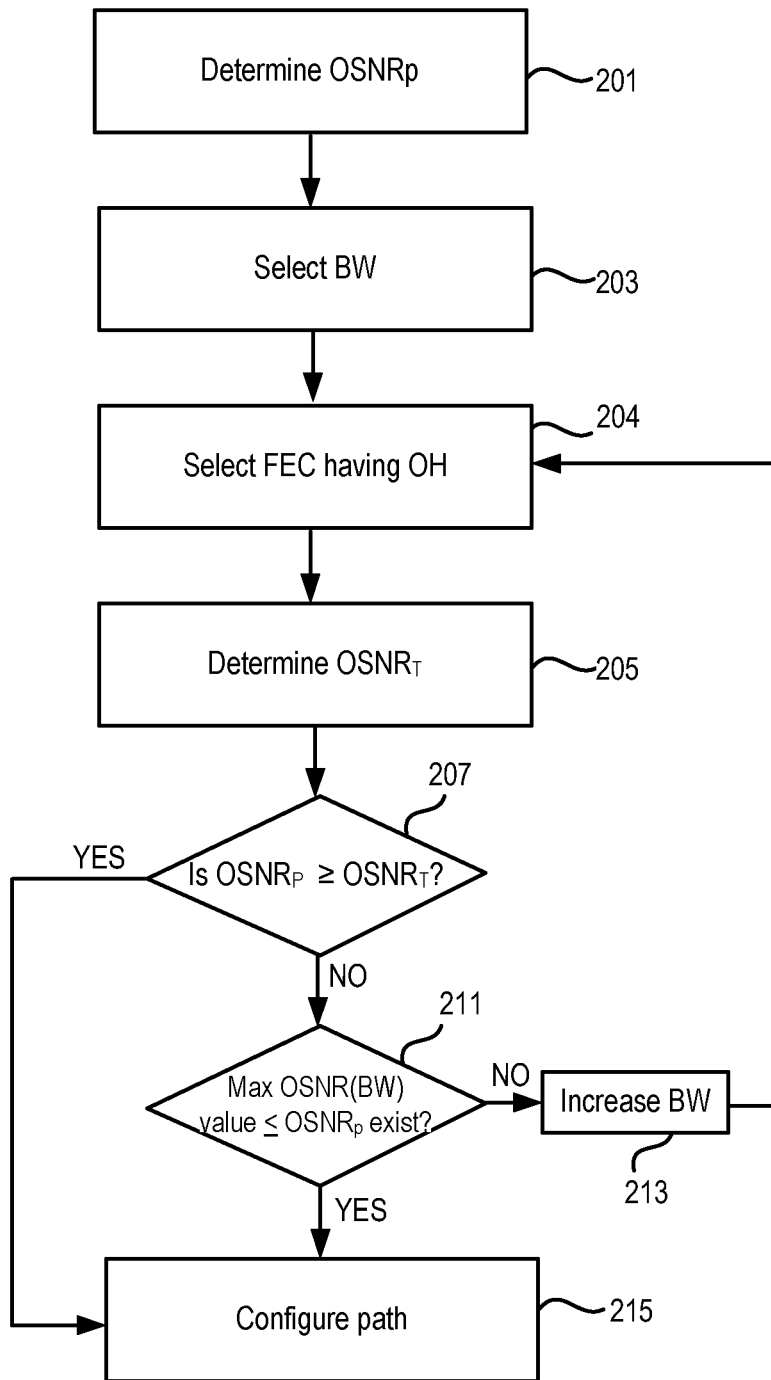 Determine OSNRp
201
Select BW
203
204
Select FEC having OH
Determine OSNRT
205
207
YES
Is OSNRP ≥ OSNRT?
NO
211
Max OSNR(BW)
value ≤ OSNRp exist?
NO
Increase BW
213
YES
Configure path
215